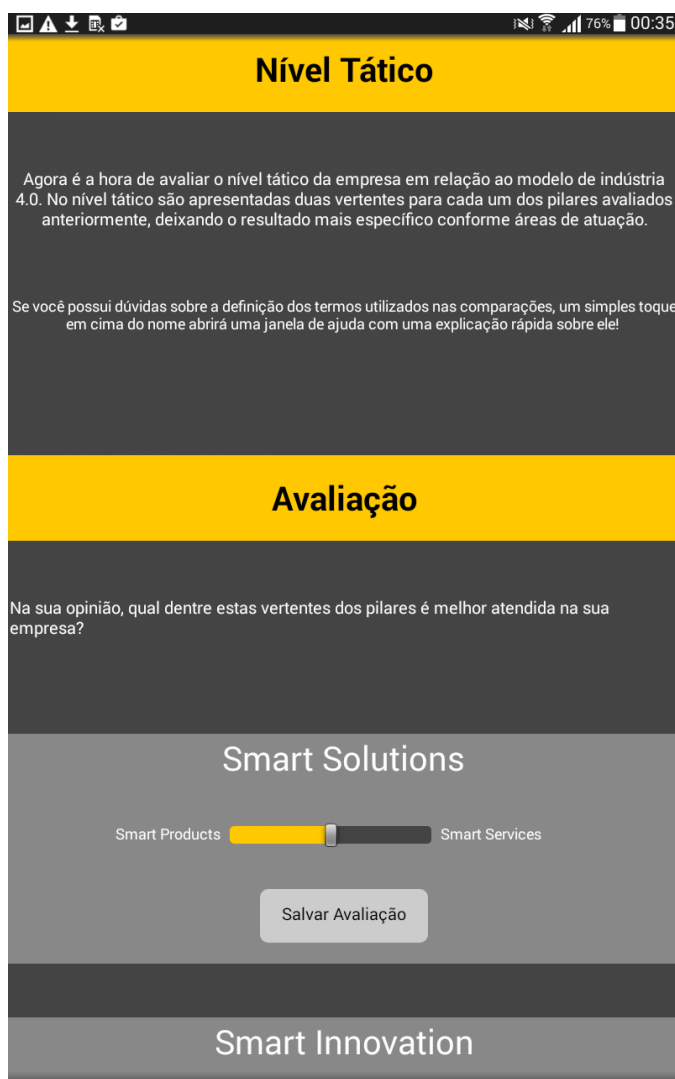 76% 00:35
Nível Tático
Agora é a hora de avaliar o nível tático da empresa em relação ao modelo de indústria
4.0. No nível tático são apresentadas duas vertentes para cada um dos pilares avaliados
anteriormente, deixando o resultado mais específico conforme áreas de atuação.
Se você possui dúvidas sobre a definição dos termos utilizados nas comparações, um simples toque
em cima do nome abrirá uma janela de ajuda com uma explicação rápida sobre ele!
Avaliação
Na sua opinião, qual dentre estas vertentes dos pilares é melhor atendida na sua
empresa?
Smart Solutions
Smart Products Smart Services
Salvar Avaliação
Smart Innovation